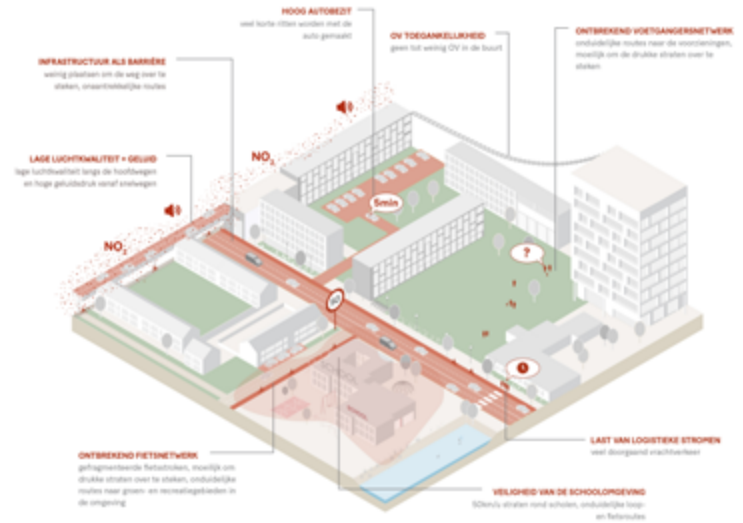 HOOG AUTOBEZIT
veel korte ritten worden met de
auto gemaakt
OV TOEGANKELIJKHEID
geen tot weinig OV in de buurt
ONTBREKEND VOETGANGERSNETWERK
onduidelijke routes naar de voorzieningen,
moeilijk om de drukke straten over te
steken
INFRASTRUCTUUR ALS BARRIÈRE
weinig plaatsen om de weg over te
steken, onaantrekkelijke routes
LAGE LUCHTKWALITEIT + GELUID
lage luchtkwaliteit langs de hoofdwegen
en hoge geluidsdruk vanaf snelwegen
NO₂
NO₂
5min
?
50
ONTBREKEND FIETSNETWERK
gefragmenteerde fietsstroken, moeilijk om
drukke straten over te steken, onduidelijke
routes naar groen- en recreatiegebieden in
de omgeving
LAST VAN LOGISTIEKE STROMEN
veel doorgaand vrachtverkeer
VEILIGHEID VAN DE SCHOOLOMGEVING
50km/u straten rond scholen, onduidelijke loop-
en fietsroutes